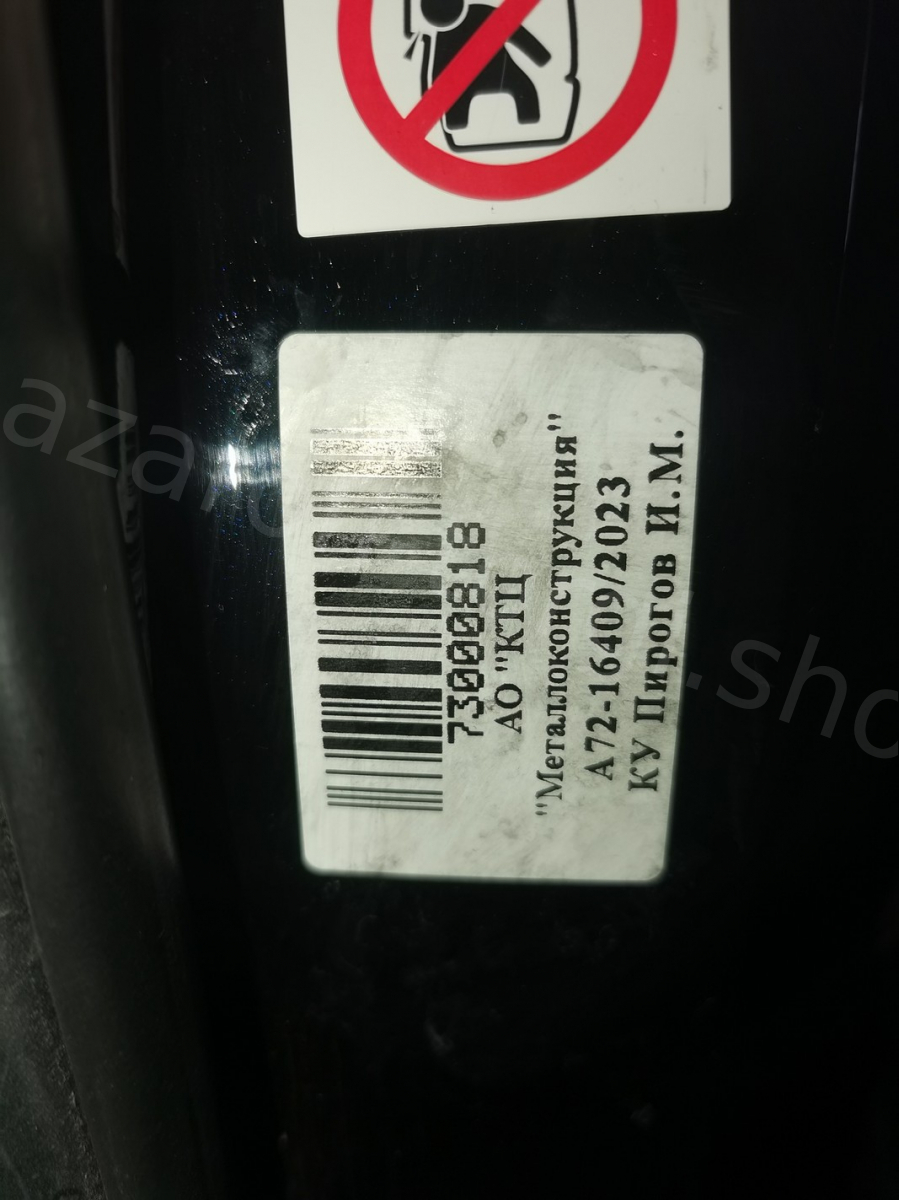 73000818
АО "КТЦ
"Металлоконструкция"
А72-16409/2023
КУ Пирогов И.М.